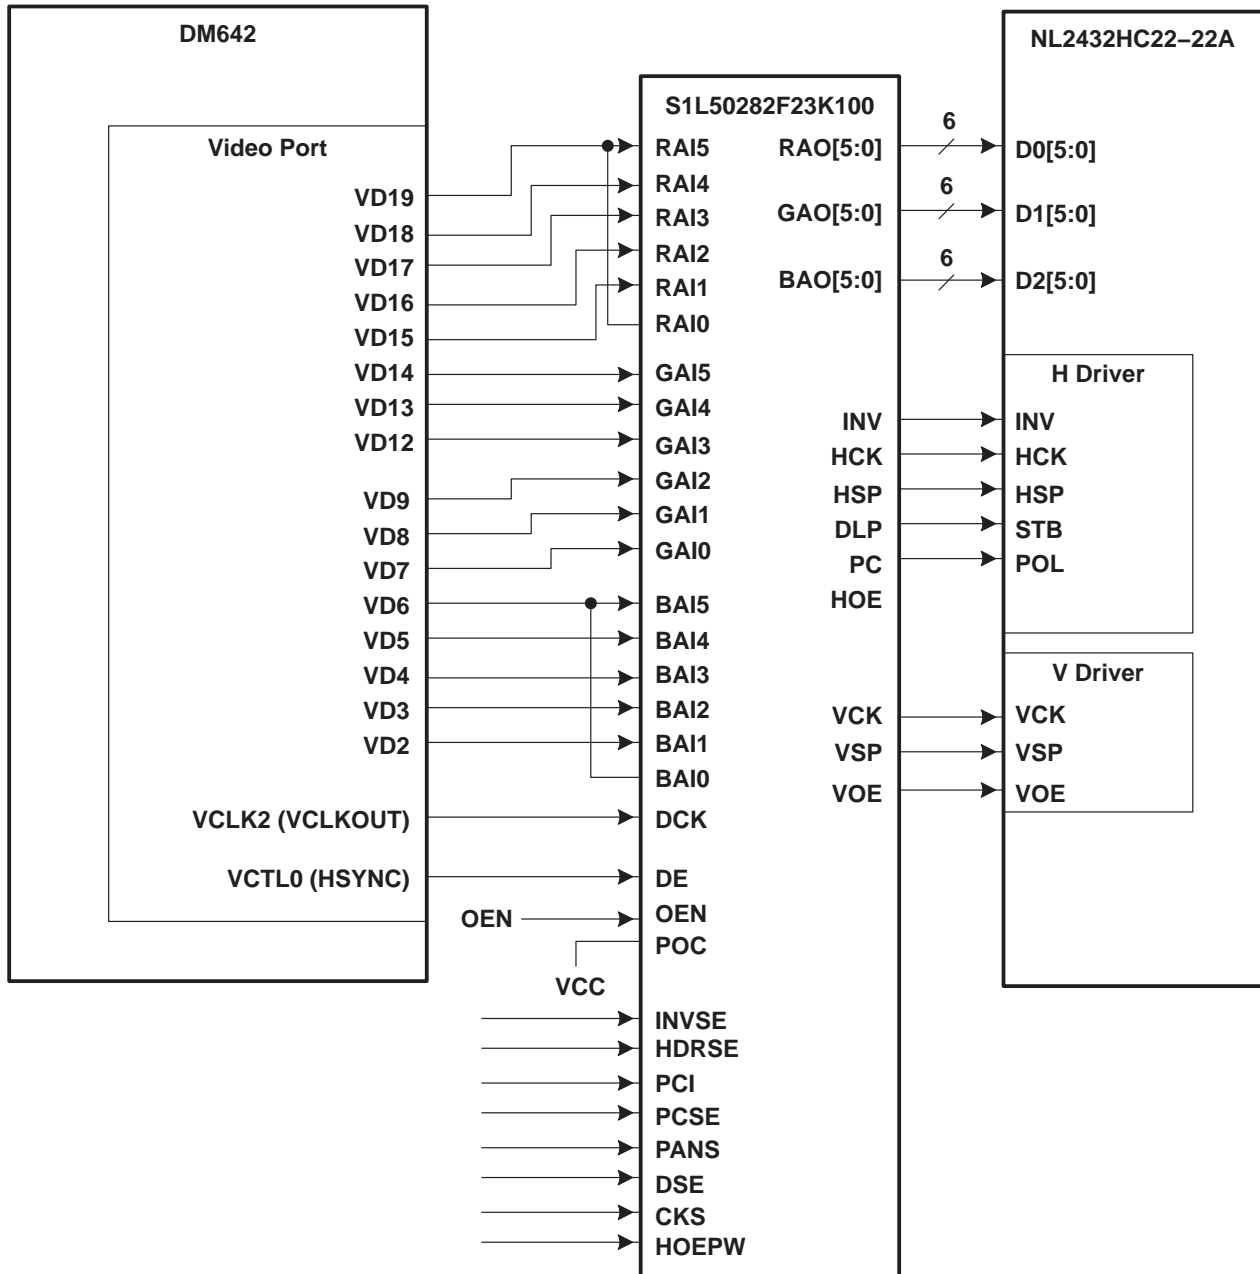 DM642
Video Port
VD19
VD18
VD17
VD16
VD15
VD14
VD13
VD12
VD9
VD8
VD7
VD6
VD5
VD4
VD3
VD2
VCLK2 (VCLKOUT)
VCTL0 (HSYNC)
OEN
VCC
S1L50282F23K100
RAI5
RAI4
RAI3
RAI2
RAI1
RAI0
GAI5
GAI4
GAI3
GAI2
GAI1
GAI0
BAI5
BAI4
BAI3
BAI2
BAI1
BAI0
DCK
DE
OEN
POC
INVSE
HDRSE
PCI
PCSE
PANS
DSE
CKS
HOEPW
RAO[5:0]
GAO[5:0]
BAO[5:0]
INV
HCK
HSP
DLP
PC
HOE
VCK
VSP
VOE
6
6
6
NL2432HC22−22A
D0[5:0]
D1[5:0]
D2[5:0]
H Driver
INV
HCK
HSP
STB
POL
V Driver
VCK
VSP
VOE